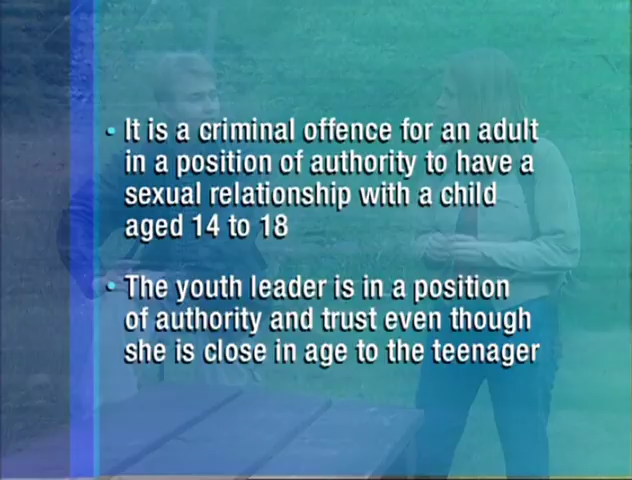 • It is a criminal offence for an adult
in a position of authority to have a
sexual relationship with a child
aged 14 to 18
• The youth leader is in a position
of authority and trust even though
she is close in age to the teenager